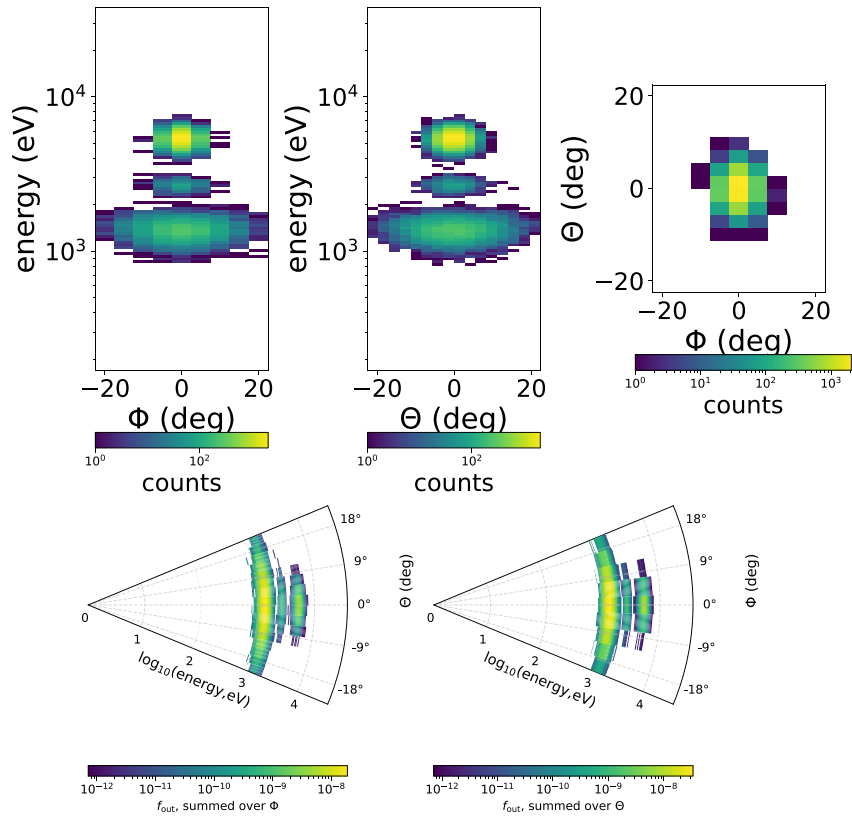 energy (eV)
10⁴
10³
−20 0 20
Φ (deg)
10⁰ 10²
counts
energy (eV)
10⁴
10³
−20 0 20
Θ (deg)
10⁰ 10²
counts
Θ (deg)
20
0
−20
−20 0 20
Φ (deg)
10⁰ 10¹ 10² 10³
counts
18°
9°
0°
-9°
-18°
Θ (deg)
0 1 2 3 4
log₁₀(energy,eV)
10⁻¹² 10⁻¹¹ 10⁻¹⁰ 10⁻⁹ 10⁻⁸
f_out, summed over Φ
18°
9°
0°
-9°
-18°
Φ (deg)
0 1 2 3 4
log₁₀(energy,eV)
10⁻¹² 10⁻¹¹ 10⁻¹⁰ 10⁻⁹ 10⁻⁸
f_out, summed over Θ